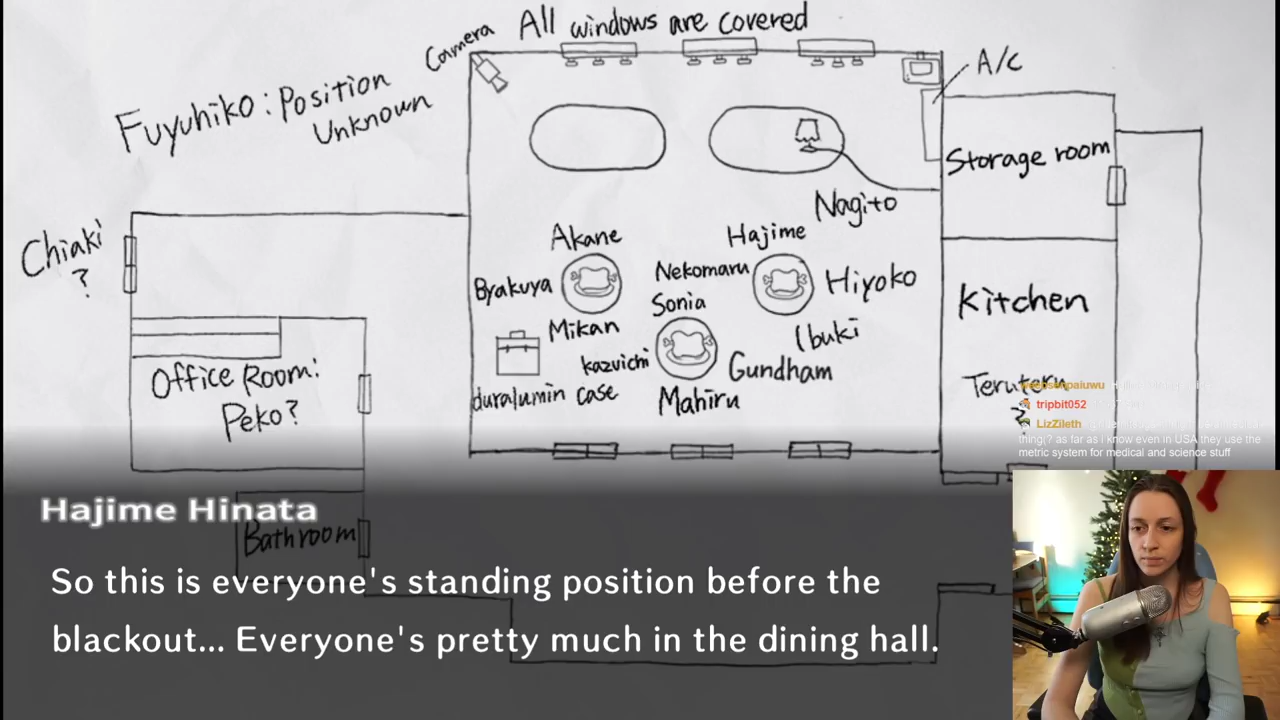 All windows are covered
Camera
A/C
Fuyuhiko: Position
Unknown
Storage room
Nagito
Chiaki
?
Akane
Hajime
Byakuya
Nekomaru
Hiyoko
Sonia
Kitchen
Mikan
Ibuki
kazuichi
Gundham
Office Room:
Peko?
duralumin case
Mahiru
Teruteru
?
tripbit052
LizZileth
thing(? as far as i know even in USA they use the
metric system for medical and science stuff
Hajime Hinata
Bathroom
So this is everyone's standing position before the
blackout... Everyone's pretty much in the dining hall.